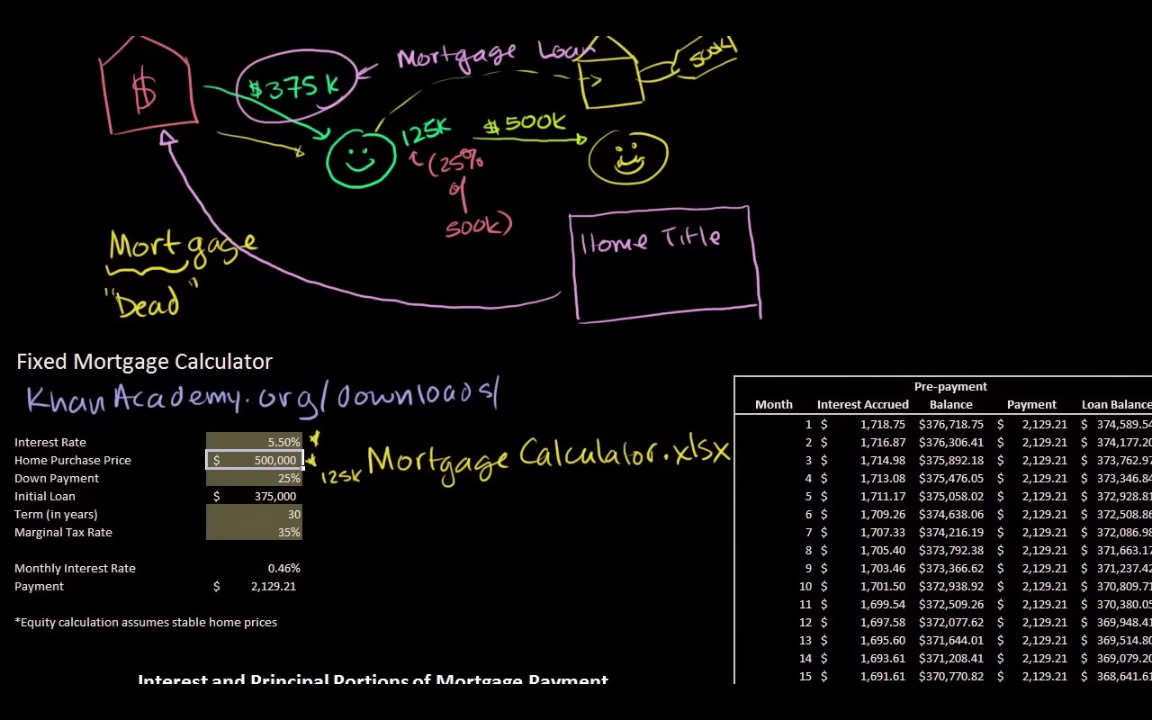 Mortgage Loan
500K
$
$375K
125K
$500K
(25%
of
500K)
Home Title
Mortgage
"Dead"
Fixed Mortgage Calculator
KhanAcademy.org/downloads/
Mortgage Calculator.xlsx
Interest Rate 5.50%
Home Purchase Price $ 500,000
125K
Down Payment 25%
Initial Loan $ 375,000
Term (in years) 30
Marginal Tax Rate 35%
Monthly Interest Rate 0.46%
Payment $ 2,129.21
*Equity calculation assumes stable home prices
Interest and Principal Portions of Mortgage Payment
Pre-payment
Month Interest Accrued Balance Payment Loan Balance
1 $ 1,718.75 $376,718.75 $ 2,129.21 $ 374,589.54
2 $ 1,716.87 $376,306.41 $ 2,129.21 $ 374,177.20
3 $ 1,714.98 $375,892.18 $ 2,129.21 $ 373,762.97
4 $ 1,713.08 $375,476.05 $ 2,129.21 $ 373,346.84
5 $ 1,711.17 $375,058.02 $ 2,129.21 $ 372,928.81
6 $ 1,709.26 $374,638.06 $ 2,129.21 $ 372,508.86
7 $ 1,707.33 $374,216.19 $ 2,129.21 $ 372,086.98
8 $ 1,705.40 $373,792.38 $ 2,129.21 $ 371,663.17
9 $ 1,703.46 $373,366.62 $ 2,129.21 $ 371,237.42
10 $ 1,701.50 $372,938.92 $ 2,129.21 $ 370,809.71
11 $ 1,699.54 $372,509.26 $ 2,129.21 $ 370,380.05
12 $ 1,697.58 $372,077.62 $ 2,129.21 $ 369,948.41
13 $ 1,695.60 $371,644.01 $ 2,129.21 $ 369,514.80
14 $ 1,693.61 $371,208.41 $ 2,129.21 $ 369,079.20
15 $ 1,691.61 $370,770.82 $ 2,129.21 $ 368,641.61